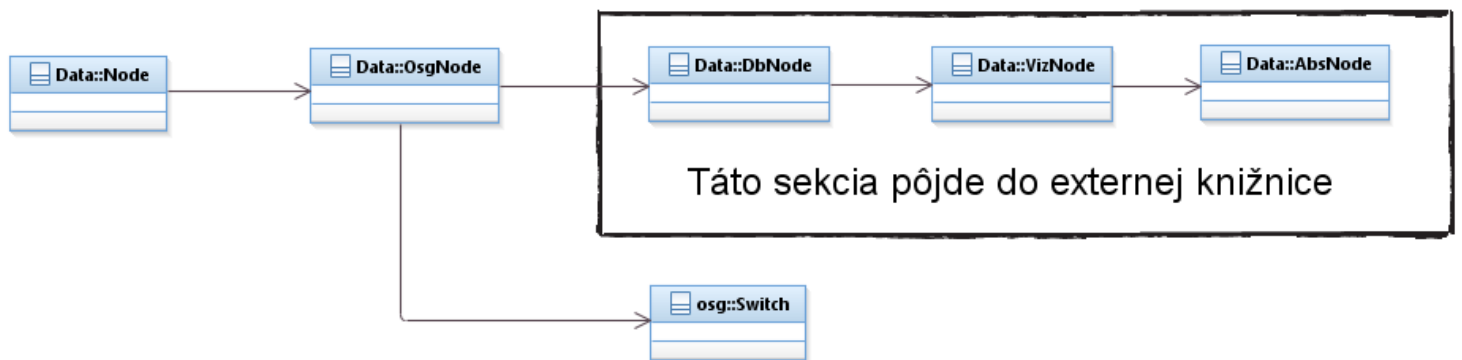 Data::Node
Data::OsgNode
Data::DbNode
Data::VizNode
Data::AbsNode
Táto sekcia pôjde do externej knižnice
osg::Switch